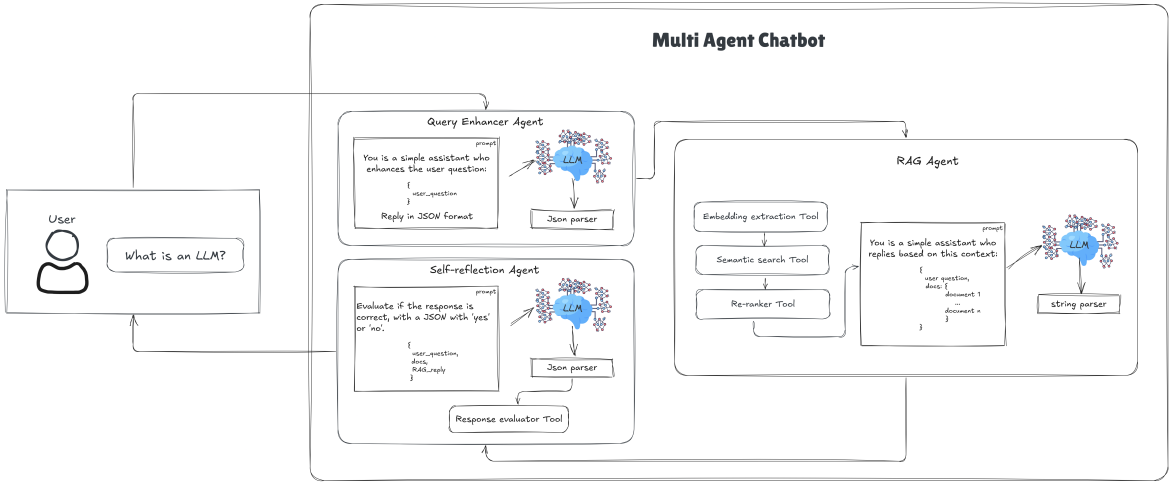 Multi Agent Chatbot
User
What is an LLM?
Query Enhancer Agent
prompt
You is a simple assistant who
enhances the user question:
{
user_question
}
Reply in JSON format
LLM
Json parser
RAG Agent
Embedding extraction Tool
Semantic search Tool
Re-ranker Tool
prompt
You is a simple assistant who
replies based on this context:
{
user question,
docs: {
document 1
...
document n
}
}
LLM
string parser
Self-reflection Agent
prompt
Evaluate if the response is
correct, with a JSON with 'yes'
or 'no'.
{
user_question,
docs,
RAG_reply
}
LLM
Json parser
Response evaluator Tool